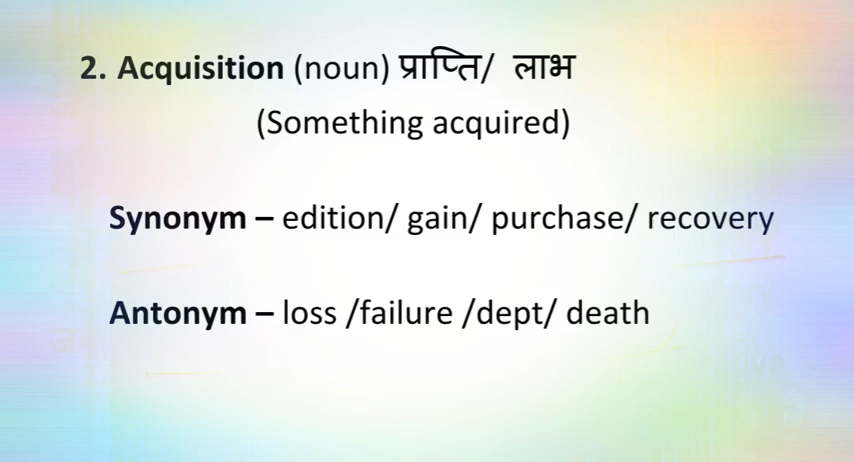 2. Acquisition (noun) प्राप्ति/ लाभ
(Something acquired)
Synonym – edition/ gain/ purchase/ recovery
Antonym – loss /failure /dept/ death